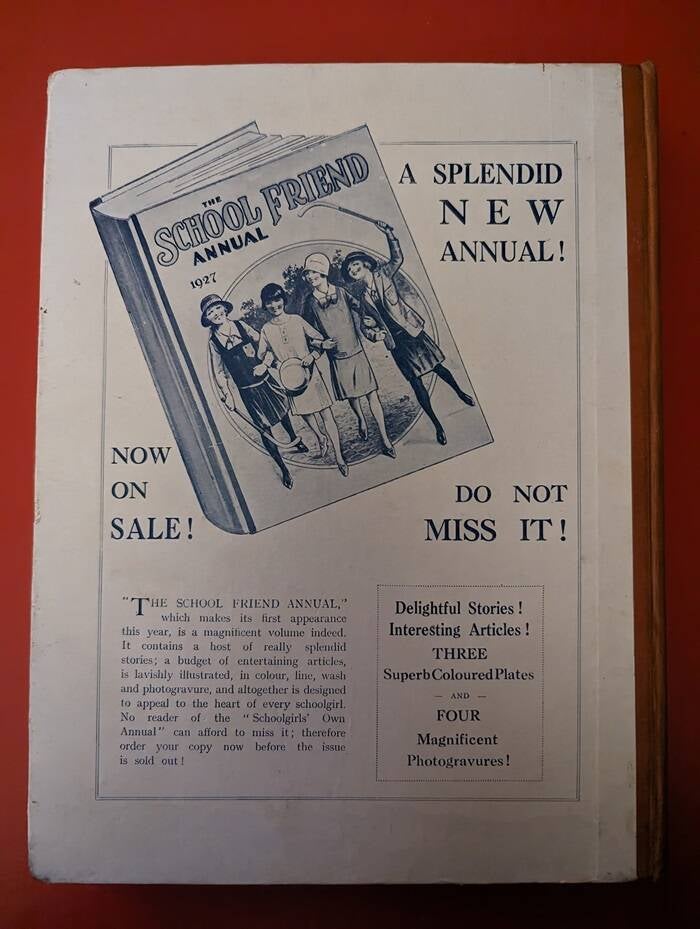 THE
SCHOOL FRIEND
ANNUAL
1927
A SPLENDID
NEW
ANNUAL!
NOW
ON
SALE!
DO NOT
MISS IT!
"THE SCHOOL FRIEND ANNUAL,"
which makes its first appearance
this year, is a magnificent volume indeed.
It contains a host of really splendid
stories; a budget of entertaining articles,
is lavishly illustrated, in colour, line, wash
and photogravure, and altogether is designed
to appeal to the heart of every schoolgirl.
No reader of the "Schoolgirls' Own
Annual" can afford to miss it; therefore
order your copy now before the issue
is sold out!
Delightful Stories!
Interesting Articles!
THREE
Superb Coloured Plates
— AND —
FOUR
Magnificent
Photogravures!